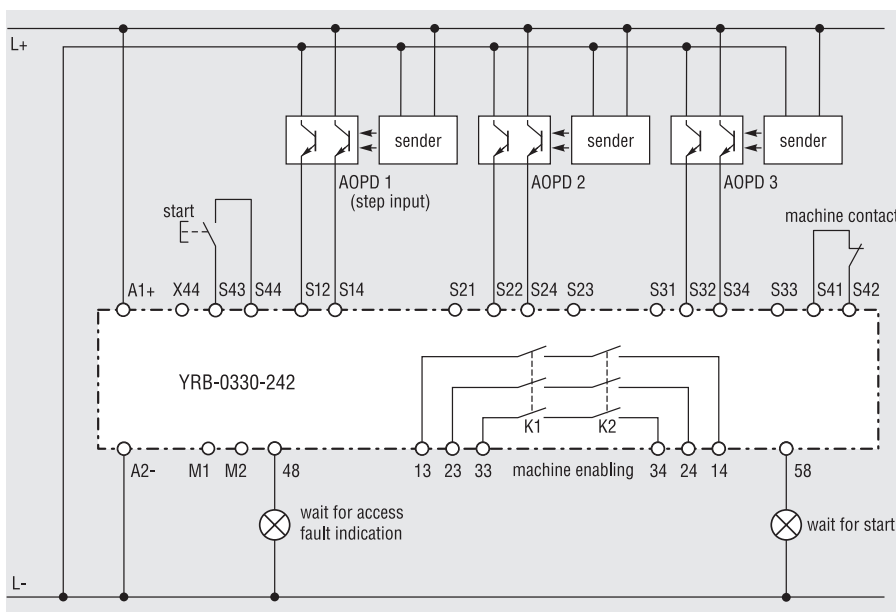 L+
sender
sender
sender
AOPD 1
(step input)
AOPD 2
AOPD 3
start
machine contact
A1+ X44 S43 S44 S12 S14 S21 S22 S24 S23 S31 S32 S34 S33 S41 S42
YRB-0330-242
K1 K2
A2- M1 M2 48 13 23 33 machine enabling 34 24 14 58
wait for access
fault indication
wait for start
L-